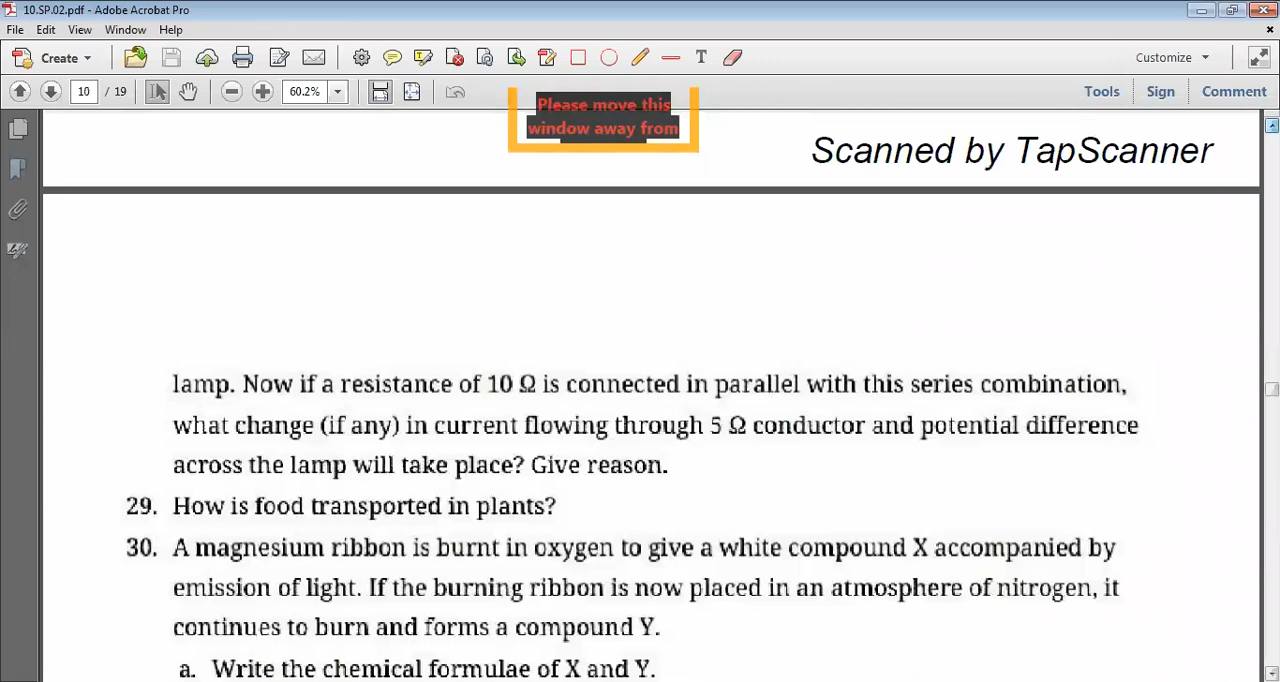 10.SP.02.pdf - Adobe Acrobat Pro
File Edit View Window Help
Create
Customize
10 / 19
60.2%
Tools Sign Comment
Please move this
window away from
Scanned by TapScanner
lamp. Now if a resistance of 10 Ω is connected in parallel with this series combination,
what change (if any) in current flowing through 5 Ω conductor and potential difference
across the lamp will take place? Give reason.
29. How is food transported in plants?
30. A magnesium ribbon is burnt in oxygen to give a white compound X accompanied by
emission of light. If the burning ribbon is now placed in an atmosphere of nitrogen, it
continues to burn and forms a compound Y.
a. Write the chemical formulae of X and Y.